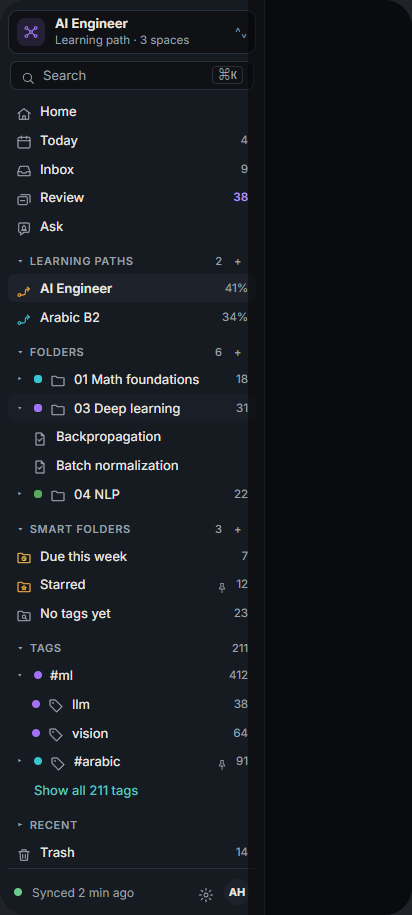 AI Engineer
Learning path · 3 spaces
Search ⌘K
Home
Today 4
Inbox 9
Review 38
Ask
LEARNING PATHS 2 +
AI Engineer 41%
Arabic B2 34%
FOLDERS 6 +
01 Math foundations 18
03 Deep learning 31
Backpropagation
Batch normalization
04 NLP 22
SMART FOLDERS 3 +
Due this week 7
Starred 12
No tags yet 23
TAGS 211
#ml 412
llm 38
vision 64
#arabic 91
Show all 211 tags
RECENT
Trash 14
Synced 2 min ago AH